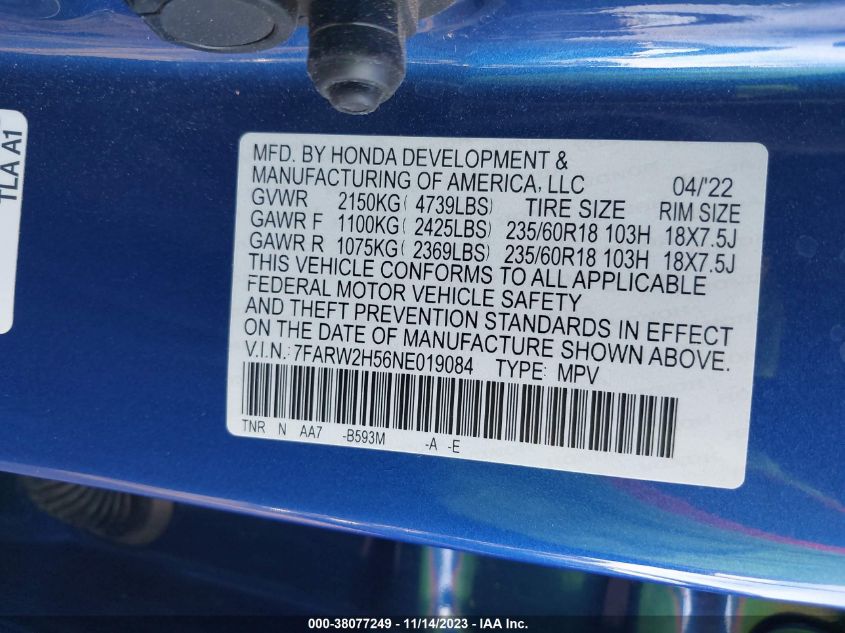 TLA A1
MFD. BY HONDA DEVELOPMENT &
MANUFACTURING OF AMERICA, LLC 04/'22
GVWR 2150KG( 4739LBS) TIRE SIZE RIM SIZE
GAWR F 1100KG( 2425LBS) 235/60R18 103H 18X7.5J
GAWR R 1075KG( 2369LBS) 235/60R18 103H 18X7.5J
THIS VEHICLE CONFORMS TO ALL APPLICABLE
FEDERAL MOTOR VEHICLE SAFETY
AND THEFT PREVENTION STANDARDS IN EFFECT
ON THE DATE OF MANUFACTURE SHOWN ABOVE.
V.I.N.: 7FARW2H56NE019084 TYPE: MPV
TNR N AA7 -B593M -A -E
000-38077249 - 11/14/2023 - IAA Inc.